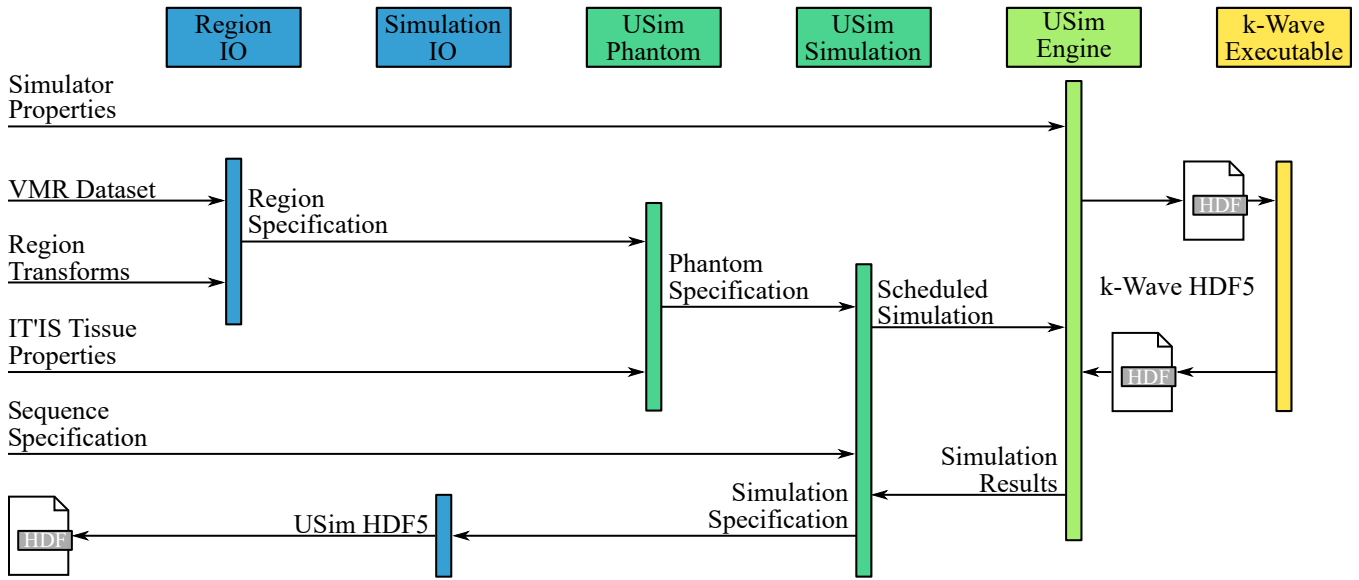 Region
IO
Simulation
IO
USim
Phantom
USim
Simulation
USim
Engine
k-Wave
Executable
Simulator
Properties
VMR Dataset
Region
Specification
HDF
Region
Transforms
Phantom
Specification
Scheduled
Simulation
k-Wave HDF5
IT'IS Tissue
Properties
HDF
Sequence
Specification
Simulation
Results
Simulation
Specification
USim HDF5
HDF